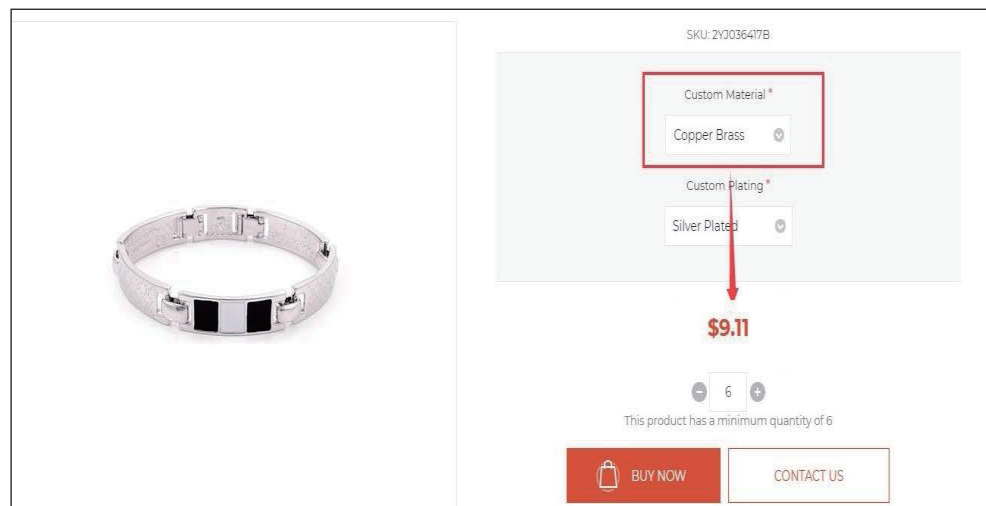 SKU: 2YJ036417B
Custom Material *
Copper Brass
Custom Plating *
Silver Plated
$9.11
6
This product has a minimum quantity of 6
BUY NOW
CONTACT US